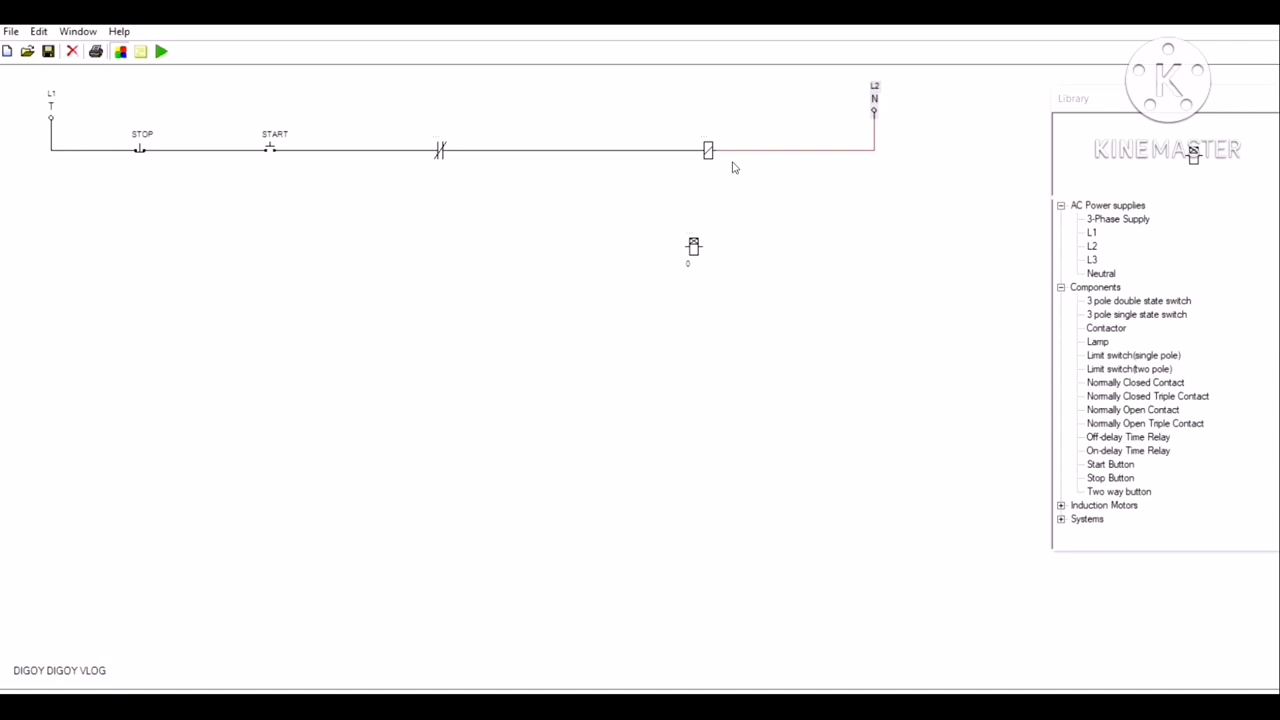 File Edit Window Help
L1
T
L2
N
STOP
START
0
Library
K
KINEMASTER
AC Power supplies
3-Phase Supply
L1
L2
L3
Neutral
Components
3 pole double state switch
3 pole single state switch
Contactor
Lamp
Limit switch(single pole)
Limit switch(two pole)
Normally Closed Contact
Normally Closed Triple Contact
Normally Open Contact
Normally Open Triple Contact
Off-delay Time Relay
On-delay Time Relay
Start Button
Stop Button
Two way button
Induction Motors
Systems
DIGOY DIGOY VLOG